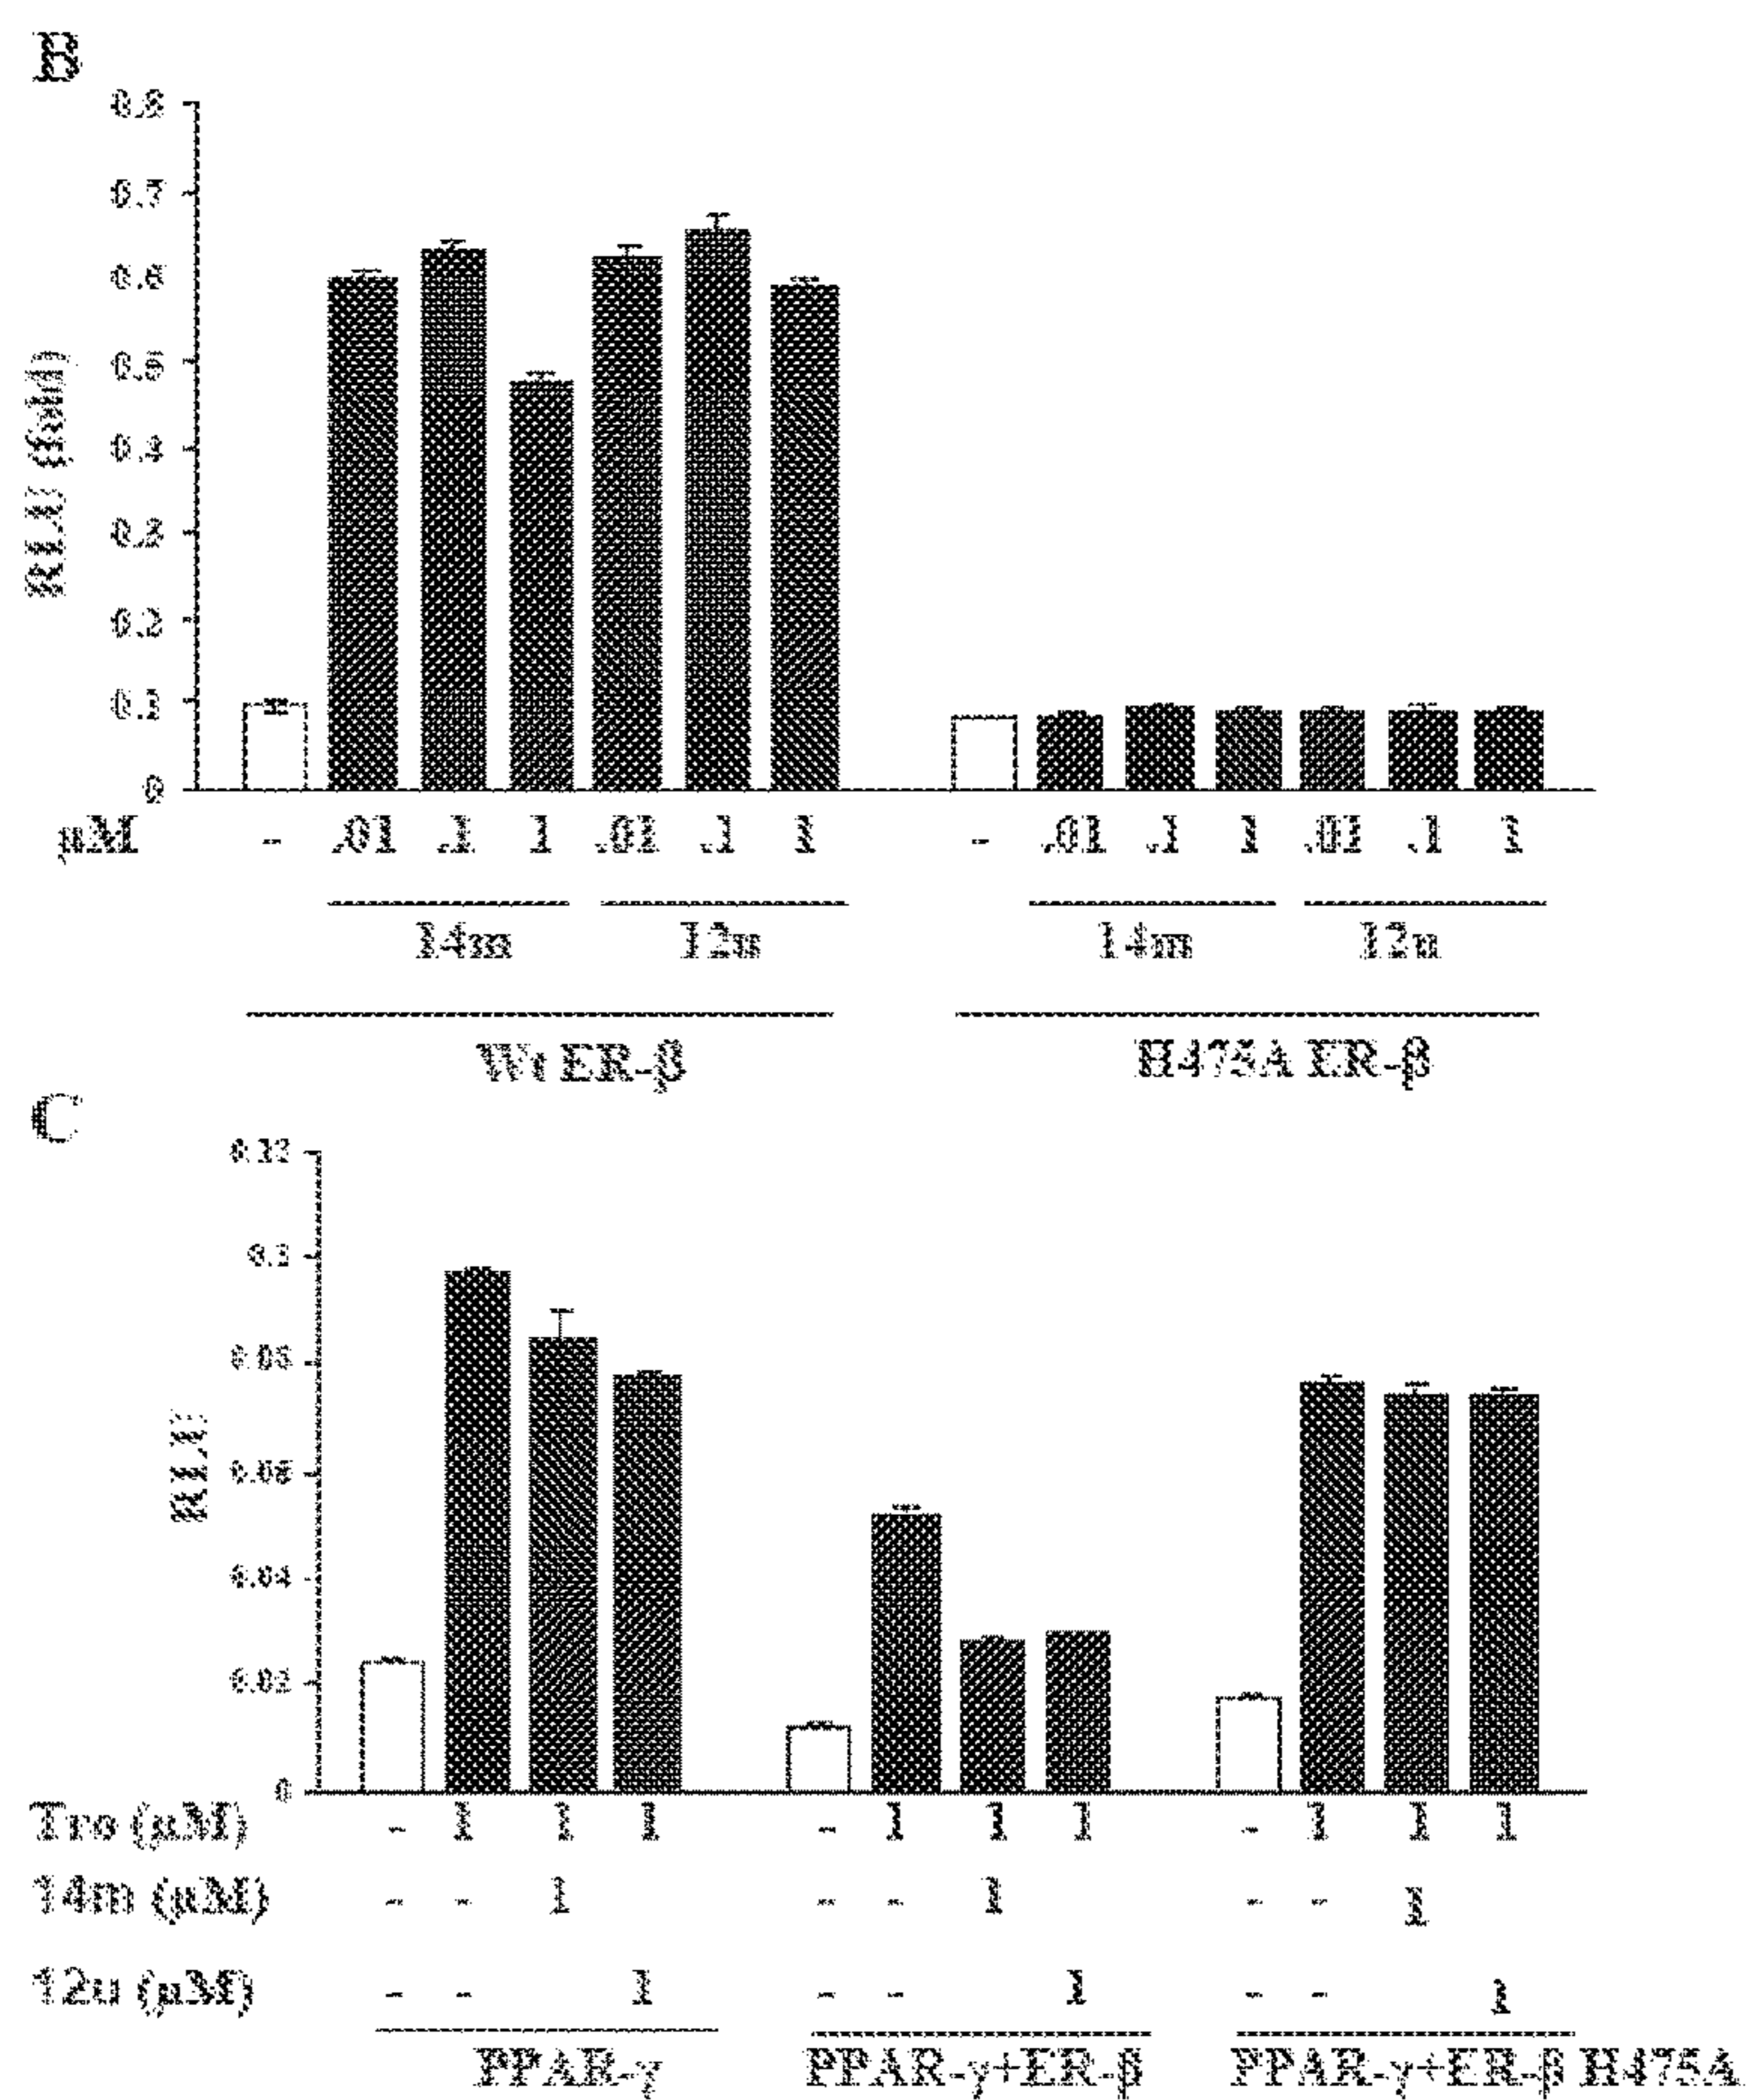 B
0.8
0.7
0.6
0.5
0.4
0.3
0.2
0.1
0
RLU (fold)
μM - .01 .1 1 .01 .1 1 - .01 .1 1 .01 .1 1
14m 12u 14m 12u
Wt ER-β H475A ER-β
C
0.12
0.1
0.08
0.06
0.04
0.02
0
RLU
Tro (μM) - 1 1 1 - 1 1 1 - 1 1 1
14m (μM) - - 1 - - 1 - - 1
12u (μM) - - 1 - - 1 - - 1
PPAR-γ PPAR-γ+ER-β PPAR-γ+ER-β H475A